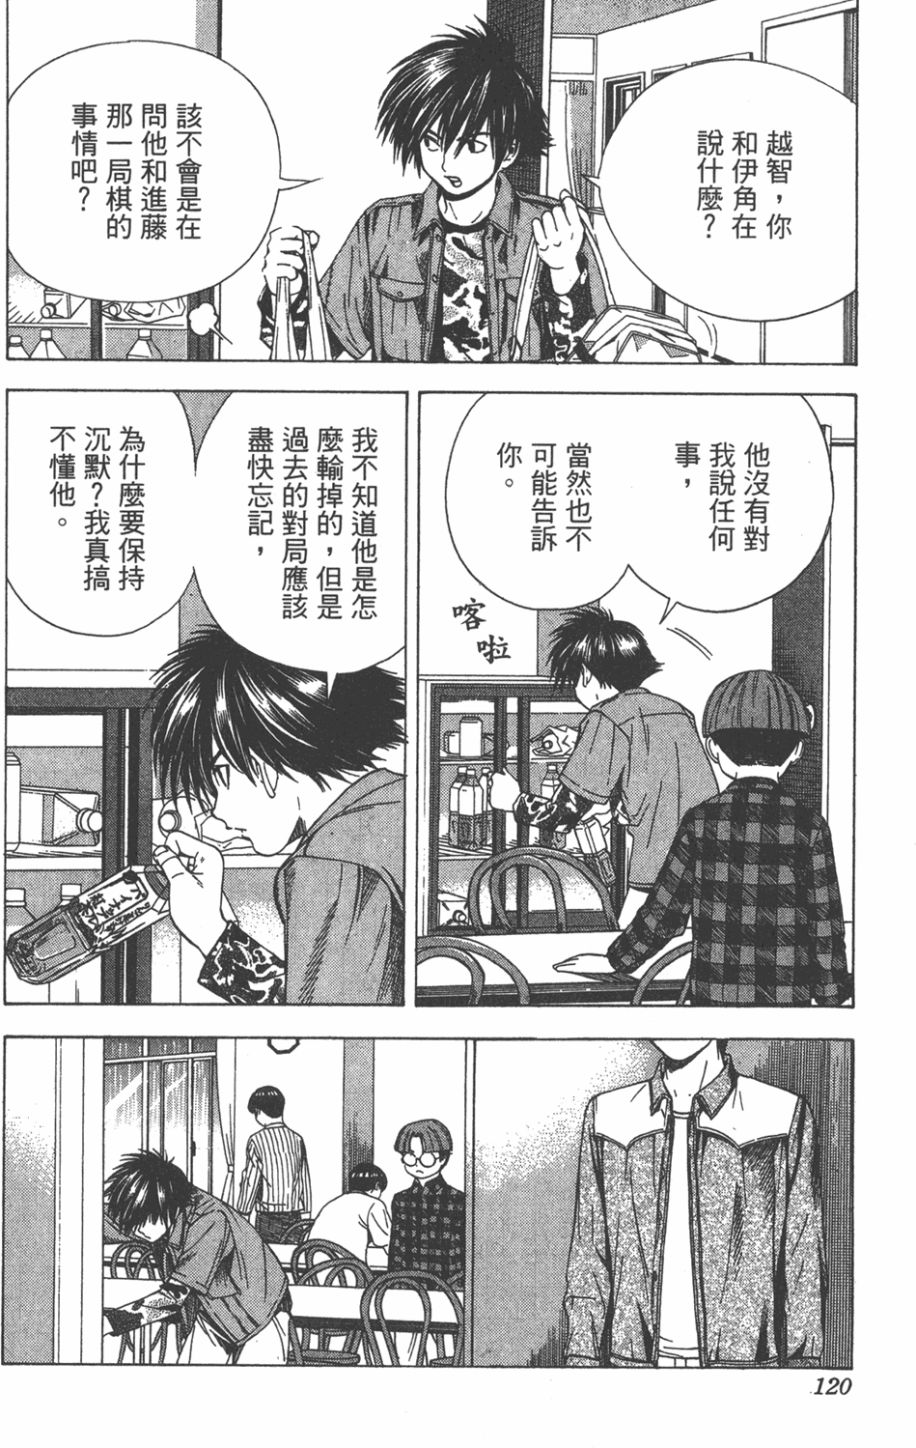 越智，你
和伊角在
說什麼？
該不會是在
問他和進藤
那一局棋的
事情吧？
他沒有對
我說任何
事，
當然也不
可能告訴
你。
喀啦
我不知道他是怎
麼輸掉的，但是
過去的對局應該
盡快忘記，
為什麼要保持
沉默？我真搞
不懂他。
120